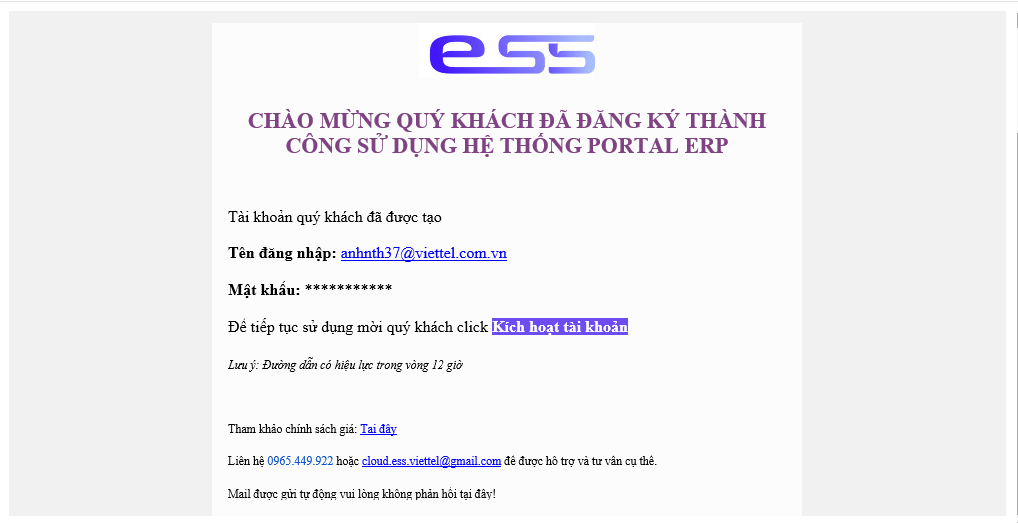 ess
CHÀO MỪNG QUÝ KHÁCH ĐÃ ĐĂNG KÝ THÀNH
CÔNG SỬ DỤNG HỆ THỐNG PORTAL ERP
Tài khoản quý khách đã được tạo
Tên đăng nhập: anhnth37@viettel.com.vn
Mật khẩu: ***********
Để tiếp tục sử dụng mời quý khách click Kích hoạt tài khoản
Lưu ý: Đường dẫn có hiệu lực trong vòng 12 giờ
Tham khảo chính sách giá: Tại đây
Liên hệ 0965.449.922 hoặc cloud.ess.viettel@gmail.com để được hỗ trợ và tư vấn cụ thể.
Mail được gửi tự động vui lòng không phản hồi tại đây!